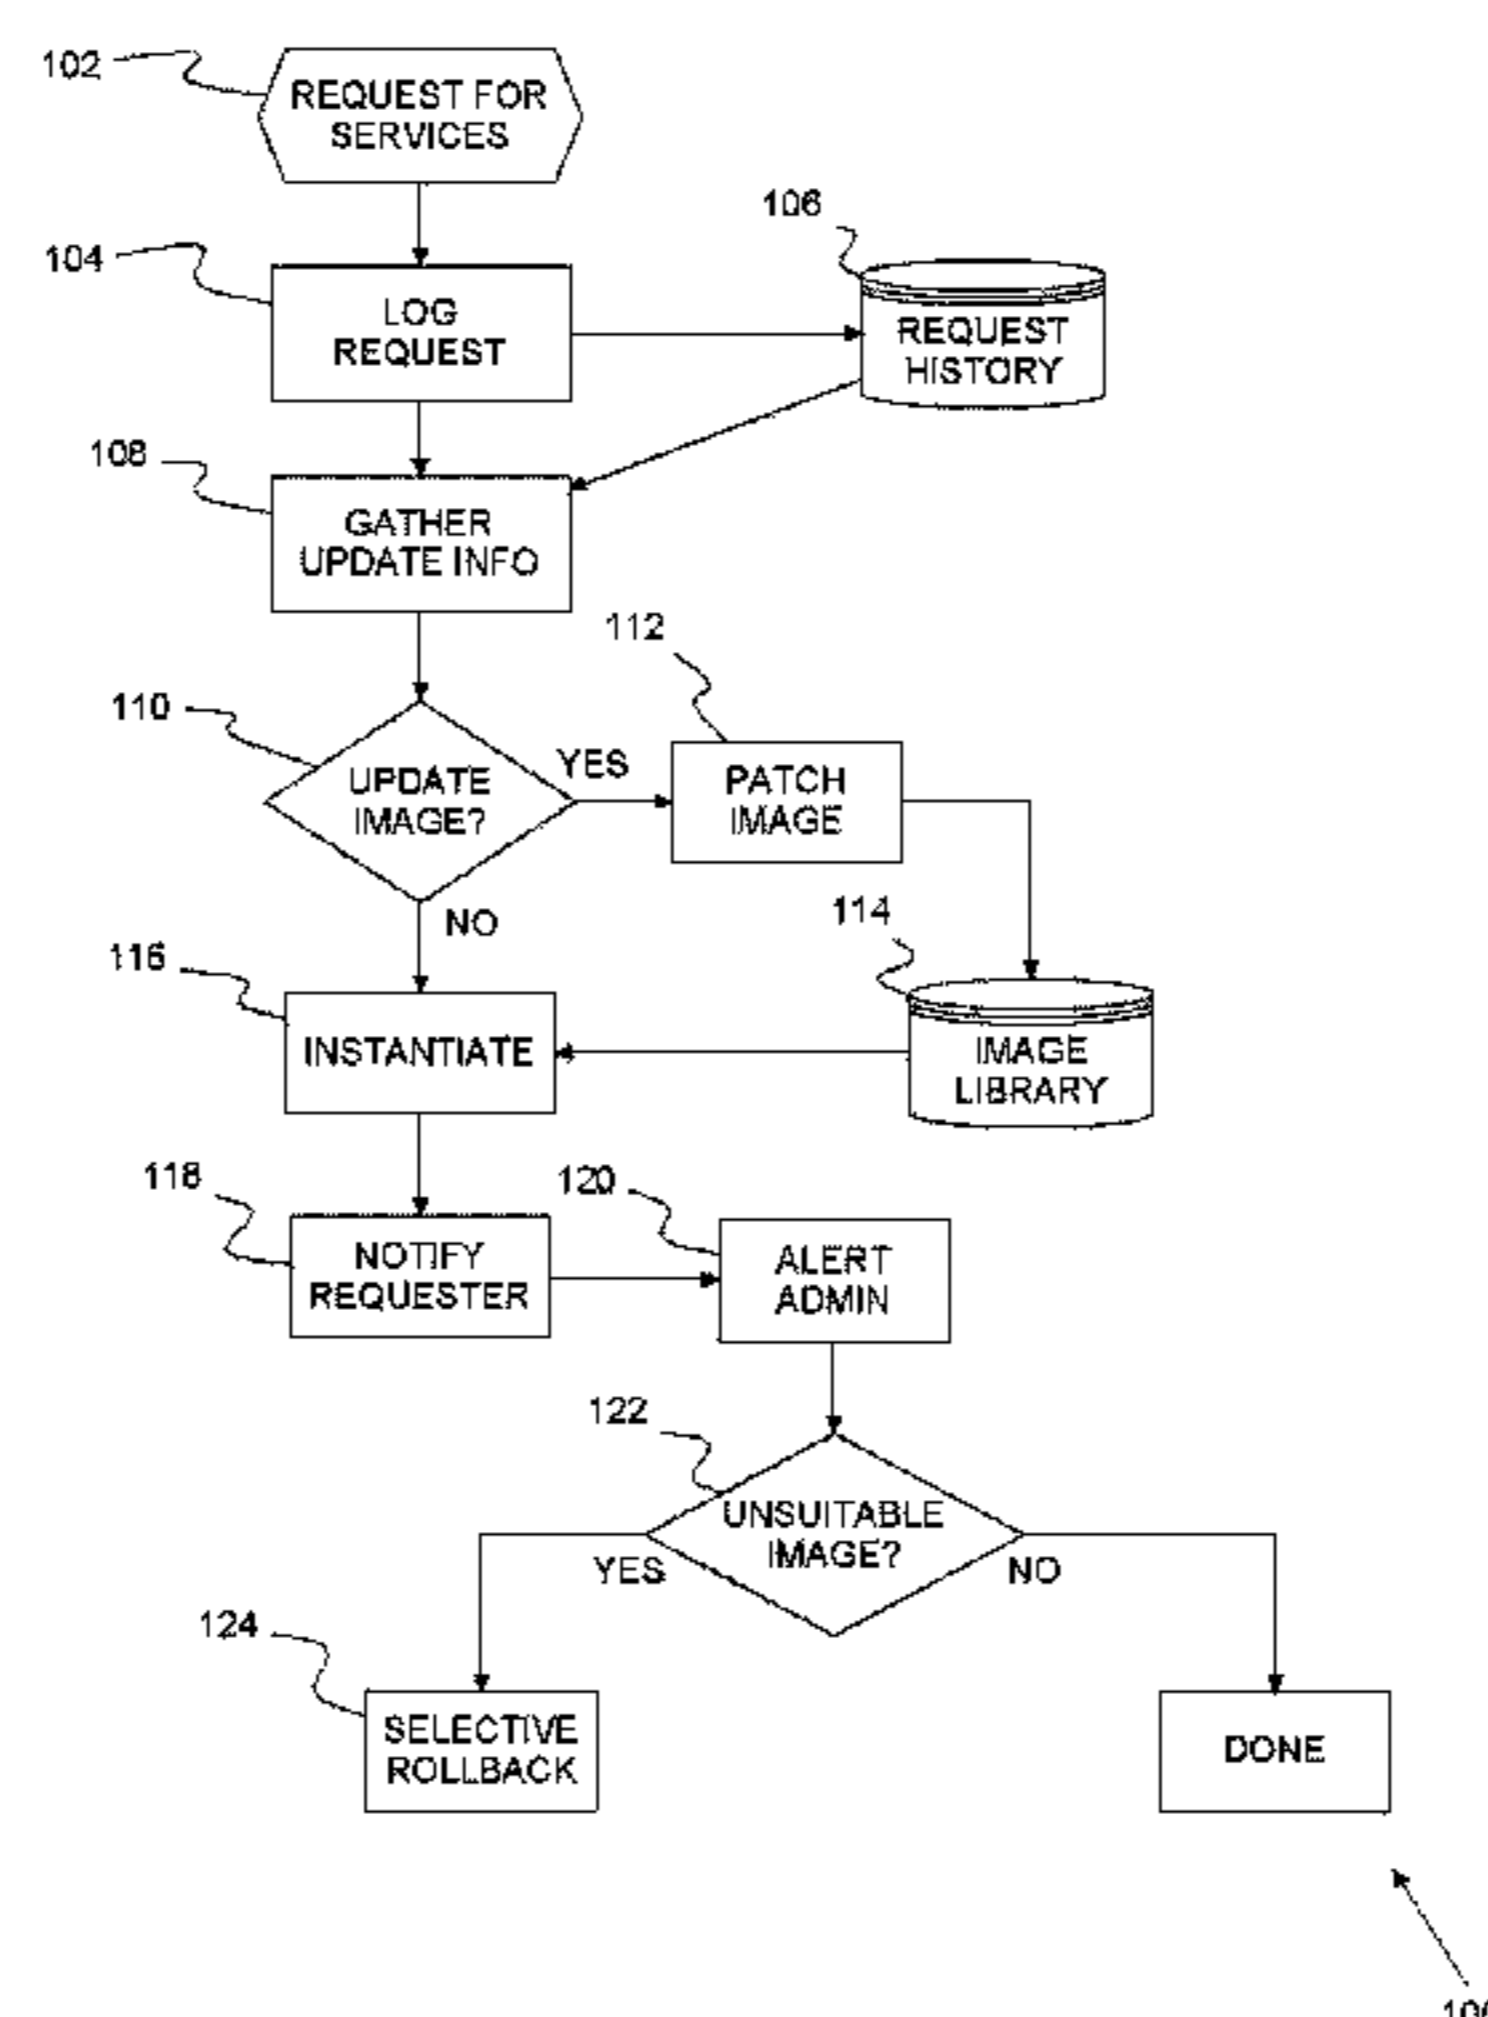 102
REQUEST FOR
SERVICES
106
104
LOG
REQUEST
REQUEST
HISTORY
108
GATHER
UPDATE INFO
112
110
UPDATE
IMAGE?
YES
PATCH
IMAGE
NO
114
116
INSTANTIATE
IMAGE
LIBRARY
118
120
NOTIFY
REQUESTER
ALERT
ADMIN
122
UNSUITABLE
IMAGE?
YES
NO
124
SELECTIVE
ROLLBACK
DONE